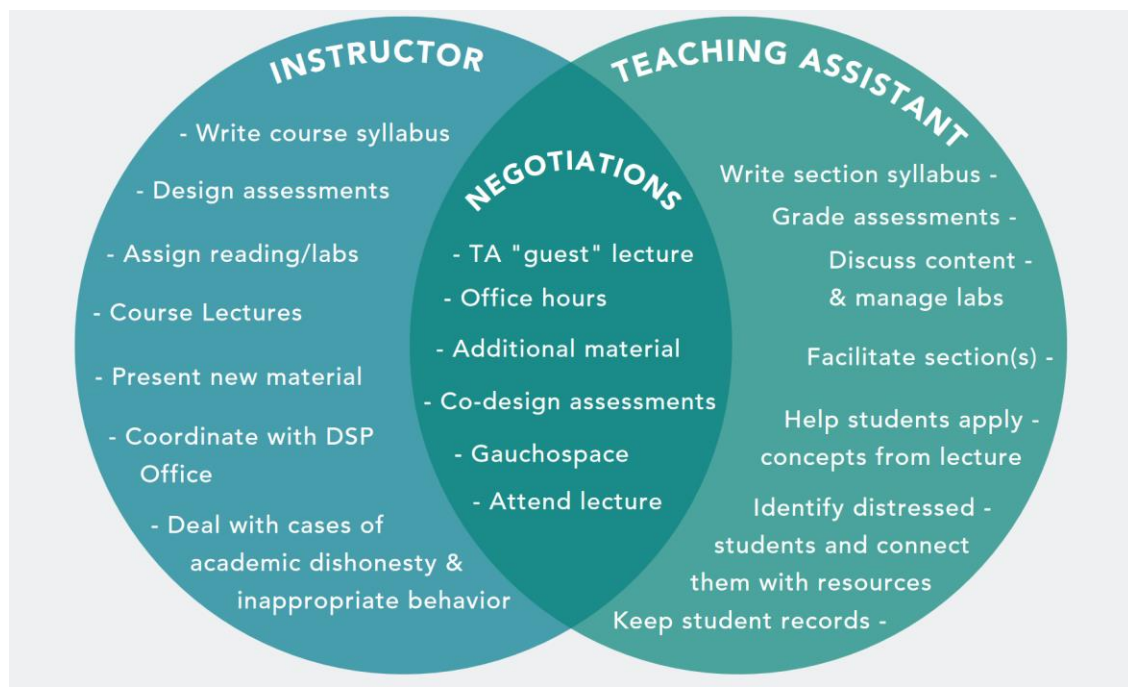 INSTRUCTOR
- Write course syllabus
- Design assessments
- Assign reading/labs
- Course Lectures
- Present new material
- Coordinate with DSP
Office
- Deal with cases of
academic dishonesty &
inappropriate behavior
NEGOTIATIONS
- TA "guest" lecture
- Office hours
- Additional material
- Co-design assessments
- Gauchospace
- Attend lecture
TEACHING ASSISTANT
Write section syllabus -
Grade assessments -
Discuss content -
& manage labs
Facilitate section(s) -
Help students apply -
concepts from lecture
Identify distressed -
students and connect
them with resources
Keep student records -